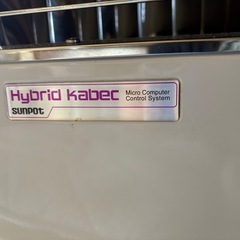 Hybrid Kabec
Micro Computer
Control System
SUNPOT